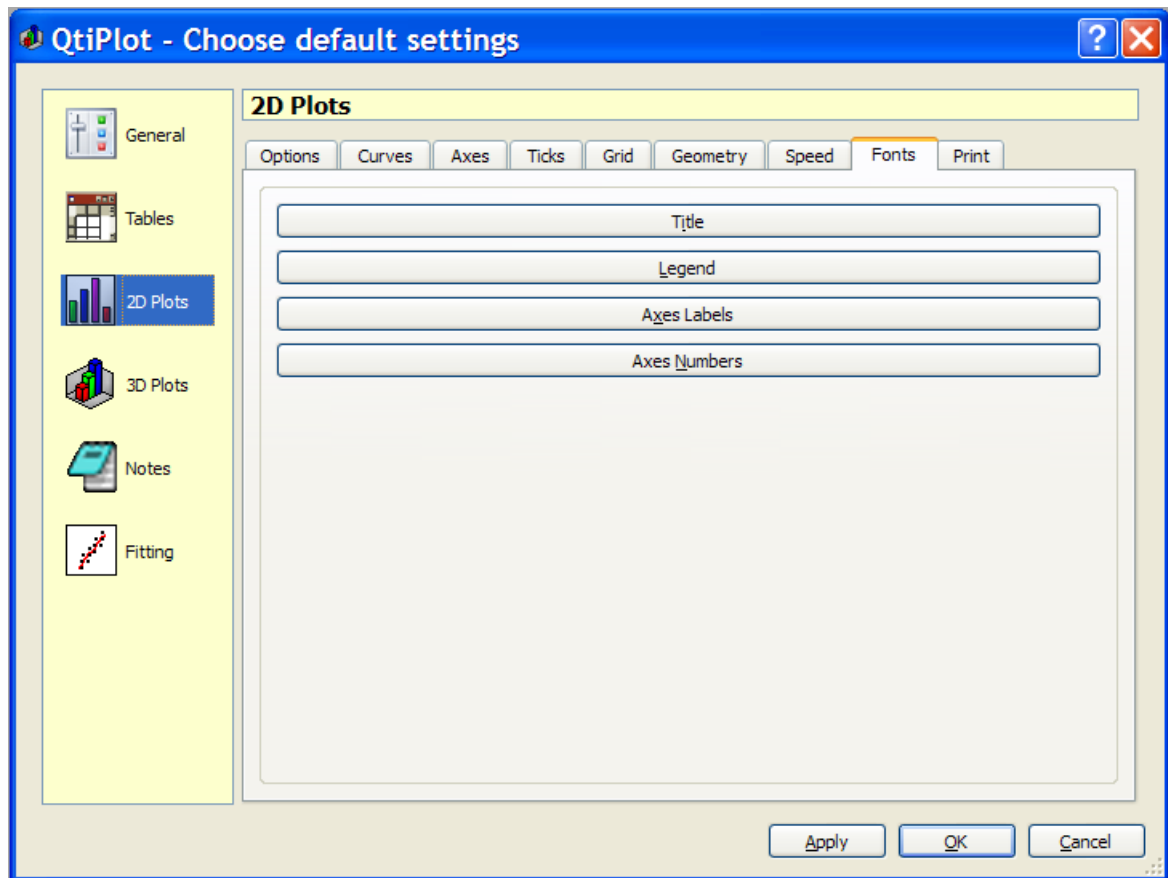 QtiPlot - Choose default settings
General
Tables
2D Plots
3D Plots
Notes
Fitting
2D Plots
Options Curves Axes Ticks Grid Geometry Speed Fonts Print
Title
Legend
Axes Labels
Axes Numbers
Apply OK Cancel